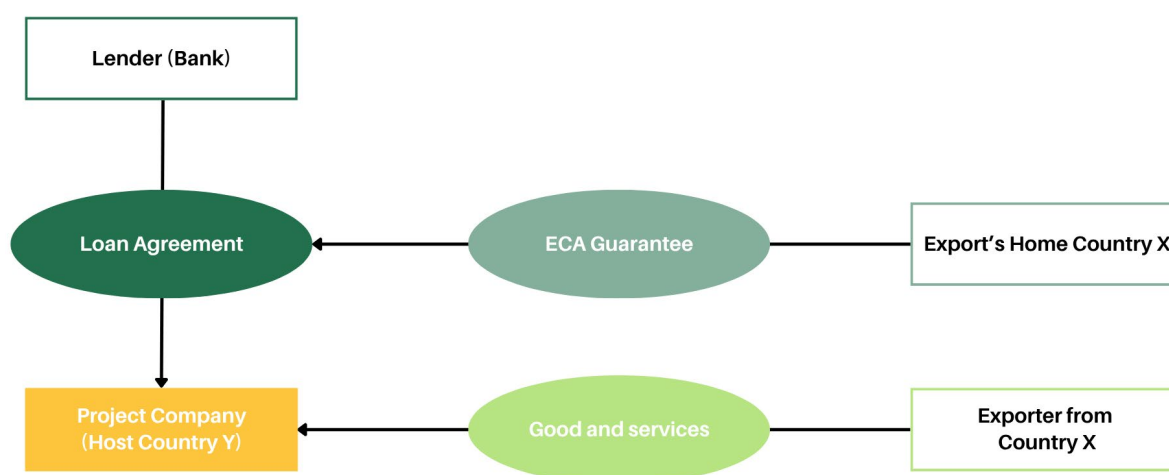 Lender (Bank)
Loan Agreement
ECA Guarantee
Export's Home Country X
Project Company
(Host Country Y)
Good and services
Exporter from
Country X